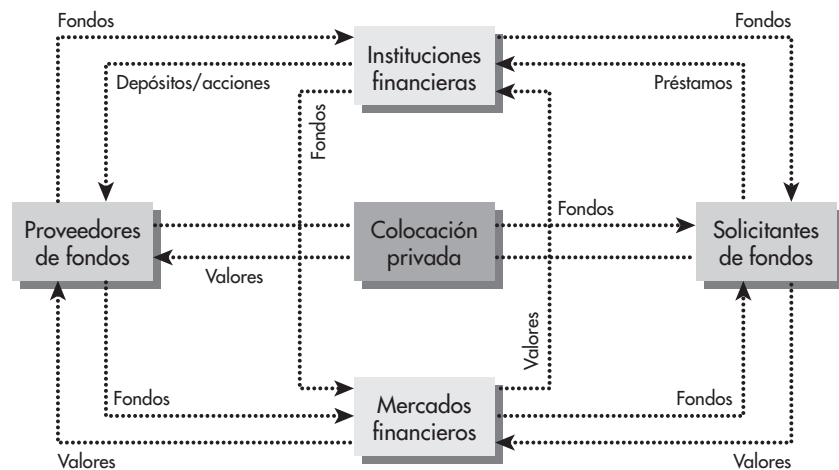 Fondos
Fondos
Instituciones
financieras
Depósitos/acciones
Préstamos
Fondos
Proveedores
de fondos
Colocación
privada
Fondos
Solicitantes
de fondos
Valores
Valores
Fondos
Mercados
financieros
Fondos
Valores
Valores